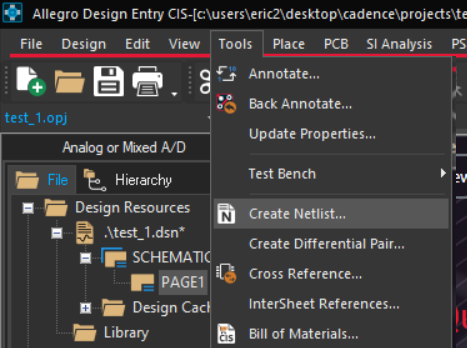 Allegro Design Entry CIS-[c:\users\eric2\desktop\cadence\projects\te
File Design Edit View Tools Place PCB SI Analysis PS
test_1.opj
Annotate...
Back Annotate...
Update Properties...
Test Bench
Create Netlist...
Create Differential Pair...
Cross Reference...
InterSheet References...
Bill of Materials...
Analog or Mixed A/D
File Hierarchy
Design Resources
.\test_1.dsn*
SCHEMATIC
PAGE1
Design Cac
Library